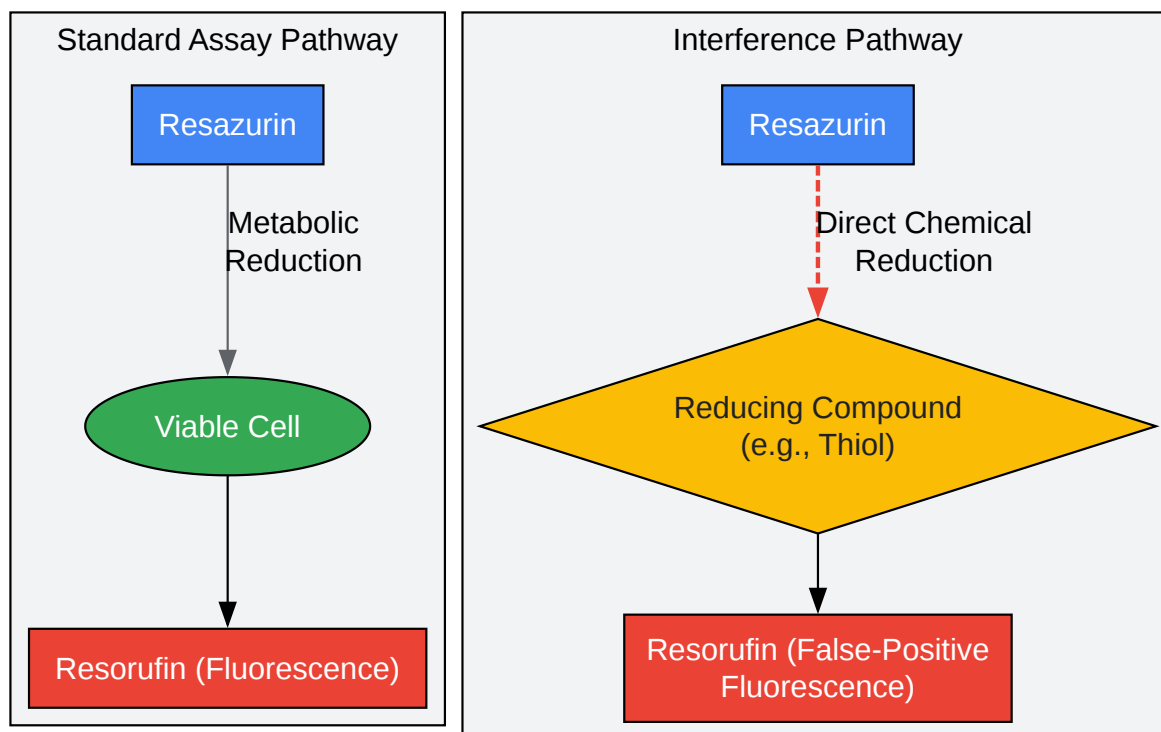 Standard Assay Pathway
Resazurin
Metabolic
Reduction
Viable Cell
Resorufin (Fluorescence)
Interference Pathway
Resazurin
Direct Chemical
Reduction
Reducing Compound
(e.g., Thiol)
Resorufin (False-Positive
Fluorescence)